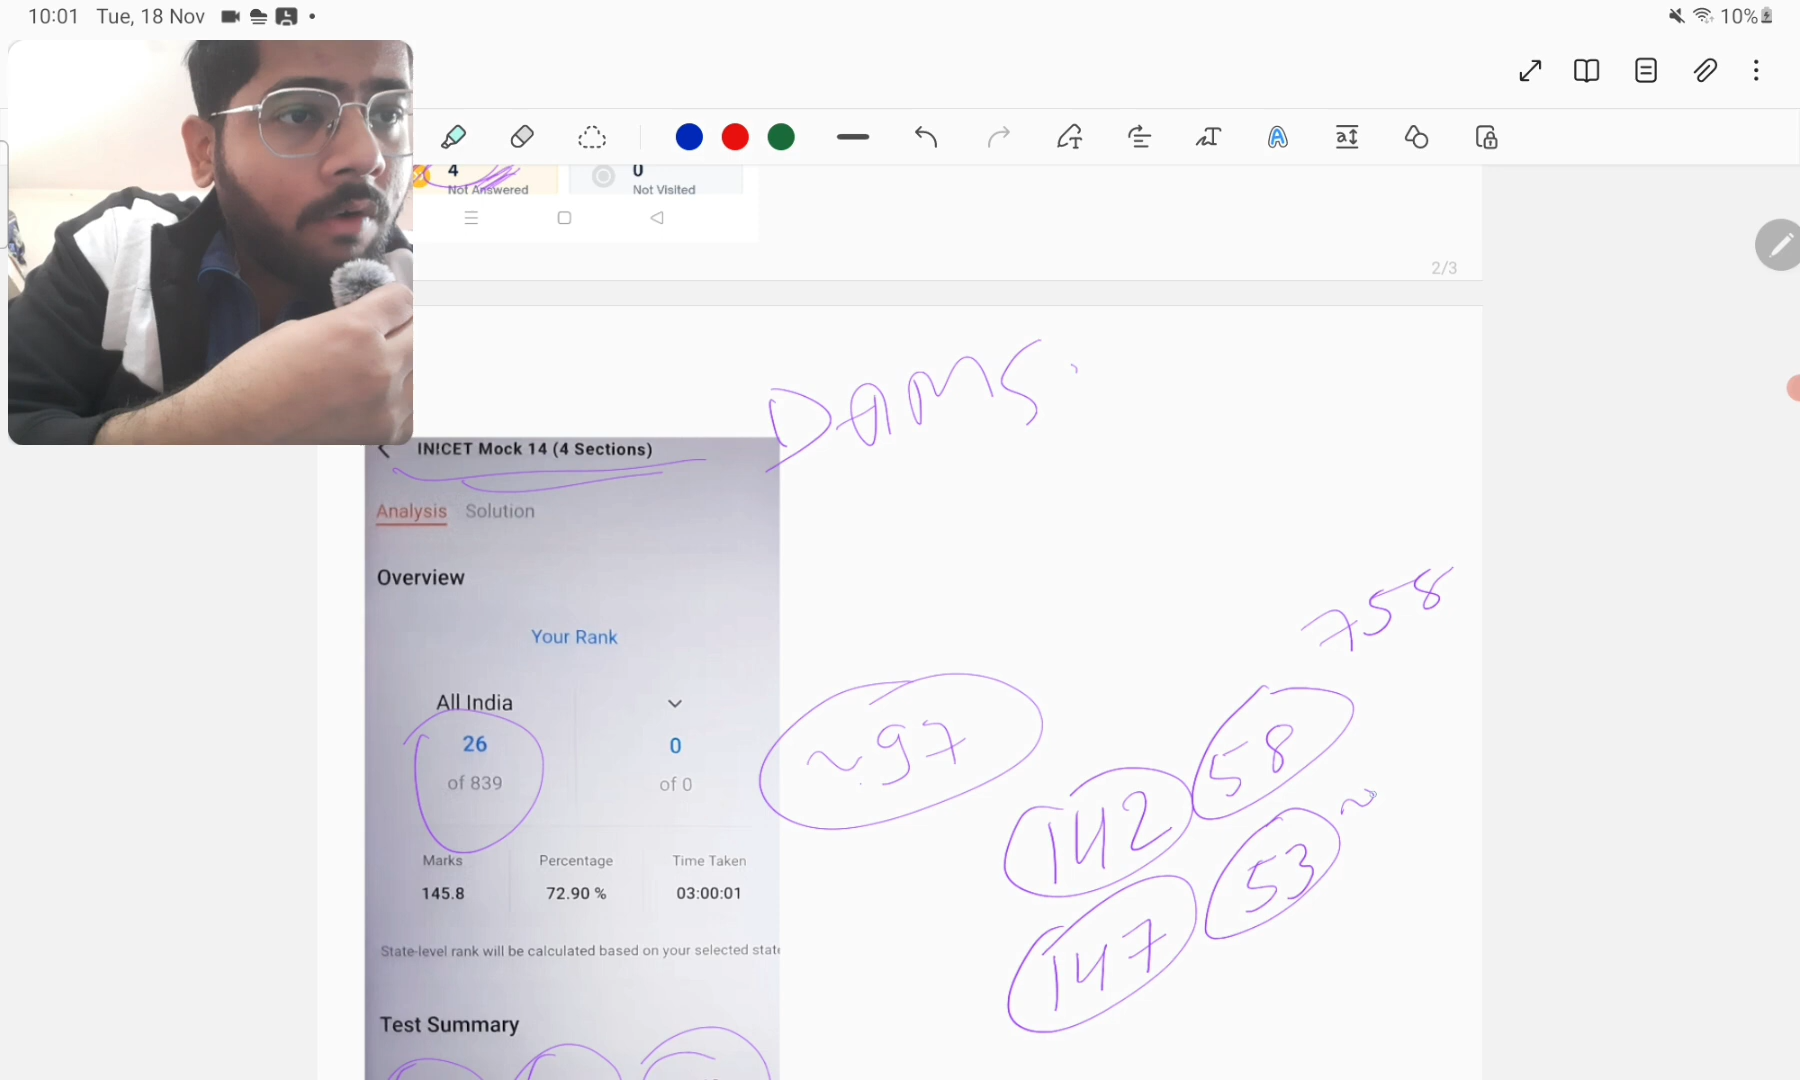 10:01 Tue, 18 Nov
10%
4
Not Answered
0
Not Visited
2/3
DAMS
INICET Mock 14 (4 Sections)
Analysis Solution
Overview
Your Rank
All India
26
of 839
0
of 0
Marks
145.8
Percentage
72.90 %
Time Taken
03:00:01
State-level rank will be calculated based on your selected state
Test Summary
~97
758
142
58
147
53
~